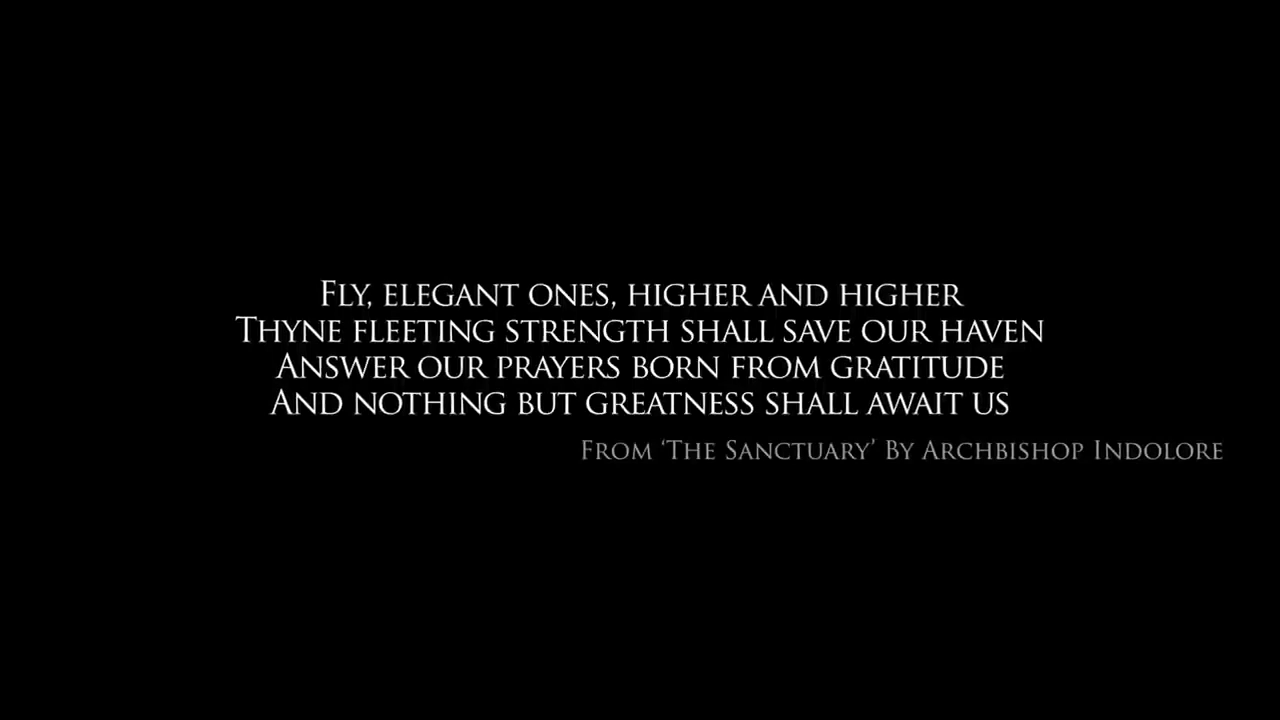 Fly, elegant ones, higher and higher
Thyne fleeting strength shall save our haven
Answer our prayers born from gratitude
And nothing but greatness shall await us
From ‘The Sanctuary’ By Archbishop Indolore